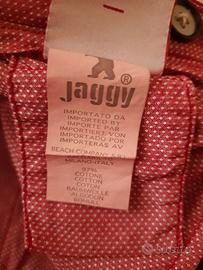 jaggy®
IMPORTATO DA
IMPORTED BY
IMPORTE PAR
IMPORTIERT VON
IMPORTADO POR
IMPORTERAS AV
BEACH COMPANY S.R.L.
MILANO-ITALY
97%
COTONE
COTTON
COTON
BAUMWOLLE
ALGODON
BOMULL